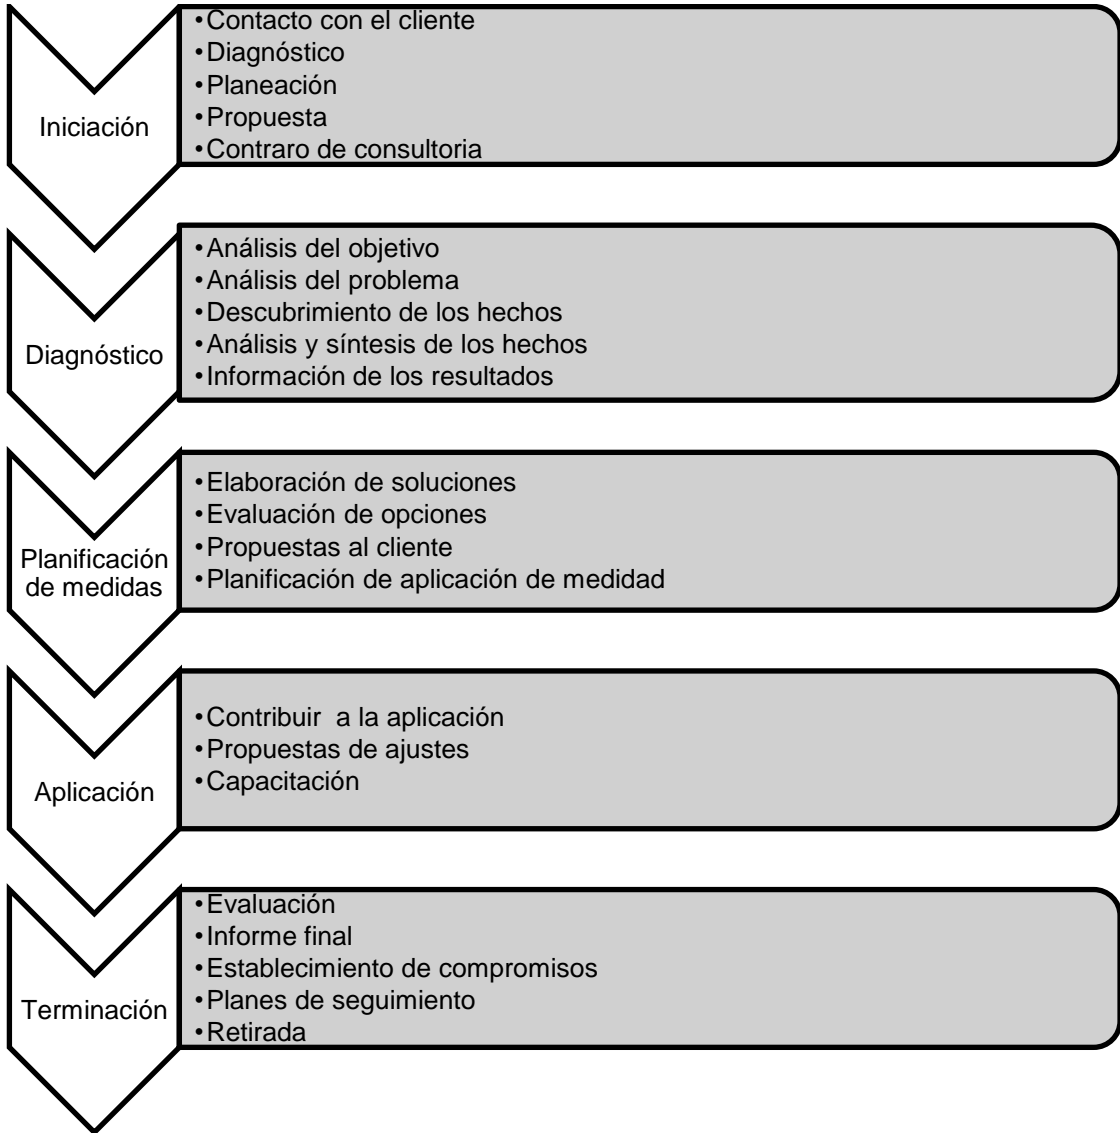 Iniciación
•Contacto con el cliente
•Diagnóstico
•Planeación
•Propuesta
•Contraro de consultoria
Diagnóstico
•Análisis del objetivo
•Análisis del problema
•Descubrimiento de los hechos
•Análisis y síntesis de los hechos
•Información de los resultados
Planificación
de medidas
•Elaboración de soluciones
•Evaluación de opciones
•Propuestas al cliente
•Planificación de aplicación de medidad
Aplicación
•Contribuir  a la aplicación
•Propuestas de ajustes
•Capacitación
Terminación
•Evaluación
•Informe final
•Establecimiento de compromisos
•Planes de seguimiento
•Retirada